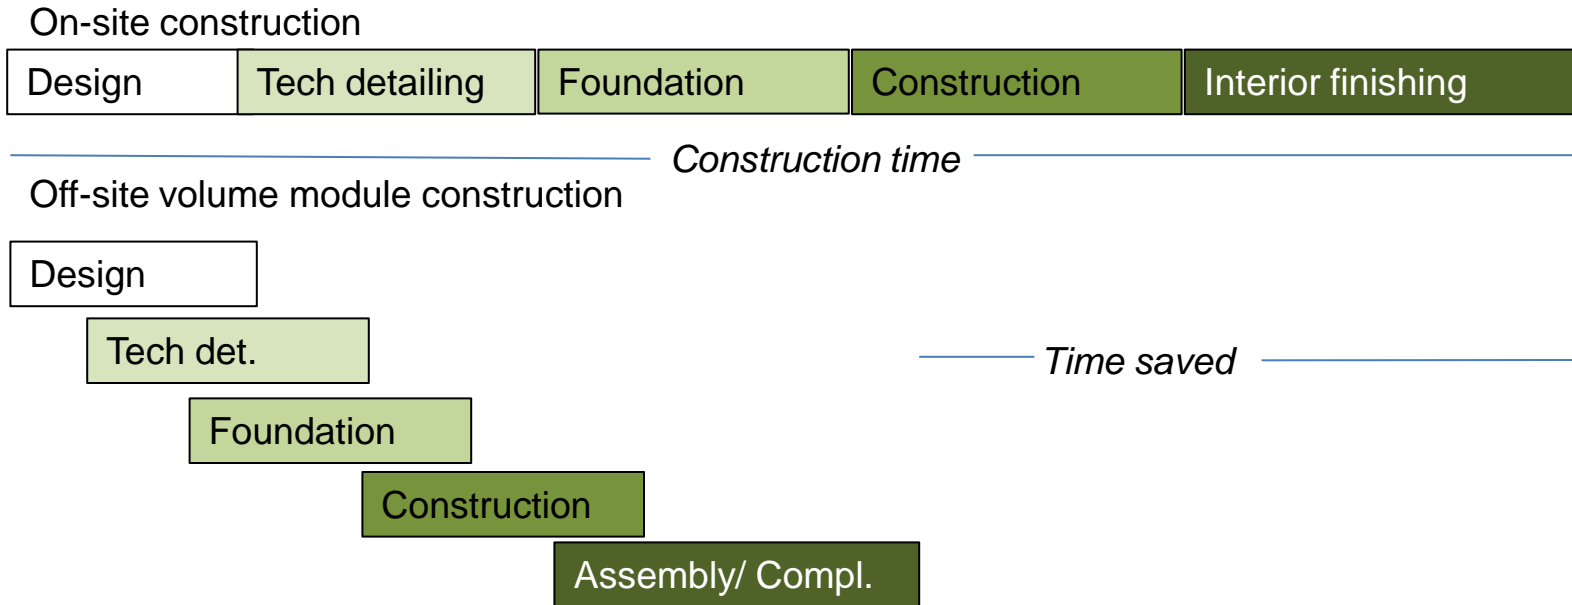 On-site construction
Design Tech detailing Foundation Construction Interior finishing
Construction time
Off-site volume module construction
Design
Tech det.
Time saved
Foundation
Construction
Assembly/ Compl.